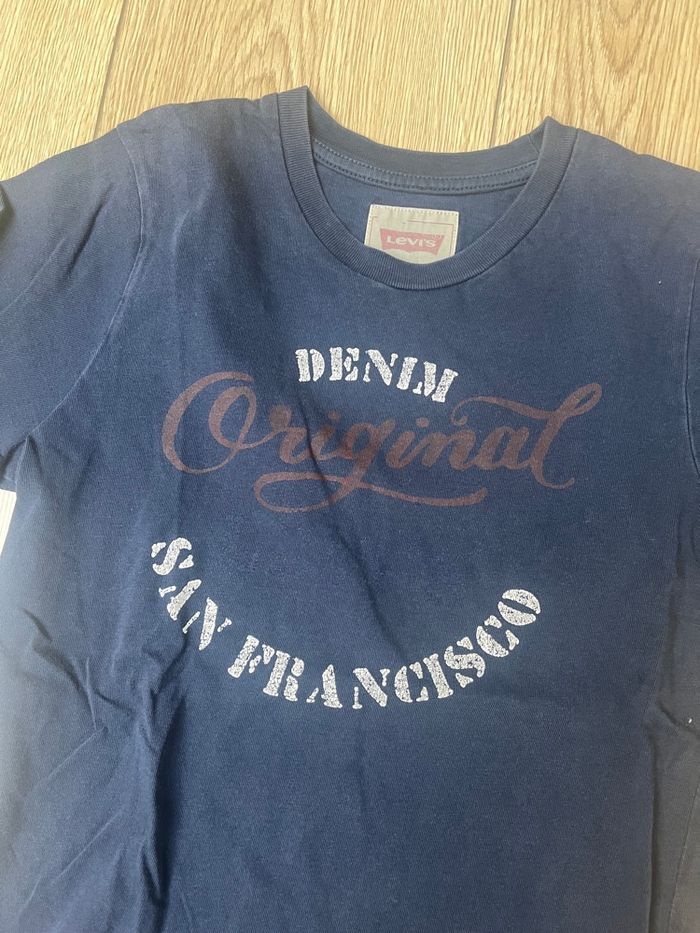 Levi's
DENIM
Original
SAN FRANCISCO